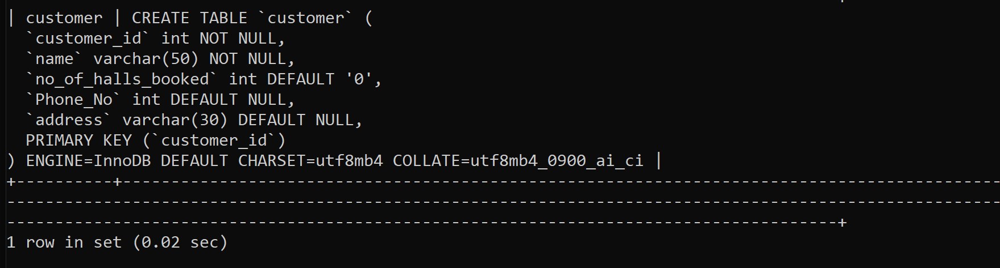 | customer | CREATE TABLE `customer` (
  `customer_id` int NOT NULL,
  `name` varchar(50) NOT NULL,
  `no_of_halls_booked` int DEFAULT '0',
  `Phone_No` int DEFAULT NULL,
  `address` varchar(30) DEFAULT NULL,
  PRIMARY KEY (`customer_id`)
) ENGINE=InnoDB DEFAULT CHARSET=utf8mb4 COLLATE=utf8mb4_0900_ai_ci |
+----------+-------------------------------------------------------------------------------------------
-------------------------------------------------------------------------------------------------------
--------------------------------------------------------------------------------------+
1 row in set (0.02 sec)